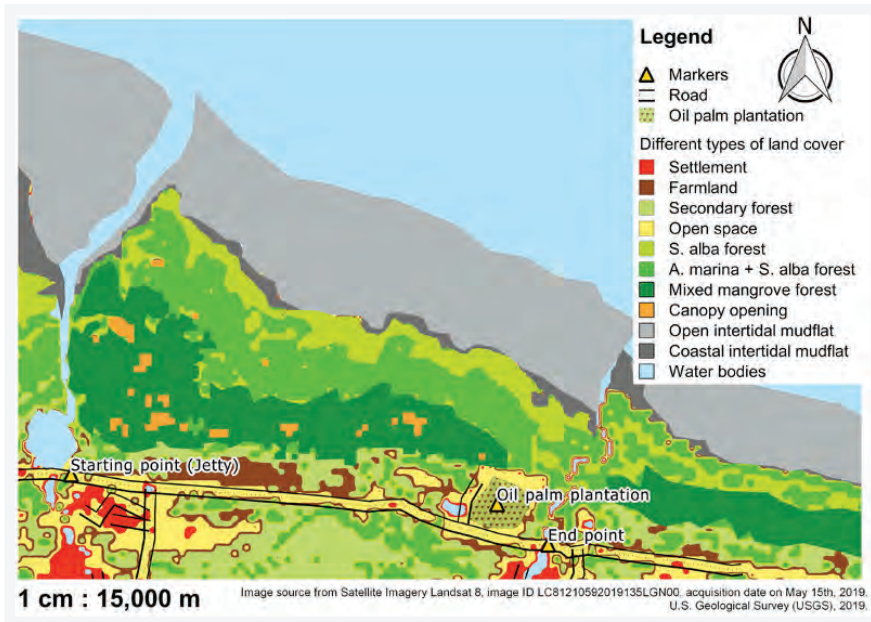 Legend
N
Markers
Road
Oil palm plantation
Different types of land cover
Settlement
Farmland
Secondary forest
Open space
S. alba forest
A. marina + S. alba forest
Mixed mangrove forest
Canopy opening
Open intertidal mudflat
Coastal intertidal mudflat
Water bodies
Starting point (Jetty)
Oil palm plantation
End point
1 cm : 15,000 m
Image source from Satellite Imagery Landsat 8, image ID LC81210592019135LGN00. acquisition date on May 15th, 2019.
U.S. Geological Survey (USGS), 2019.